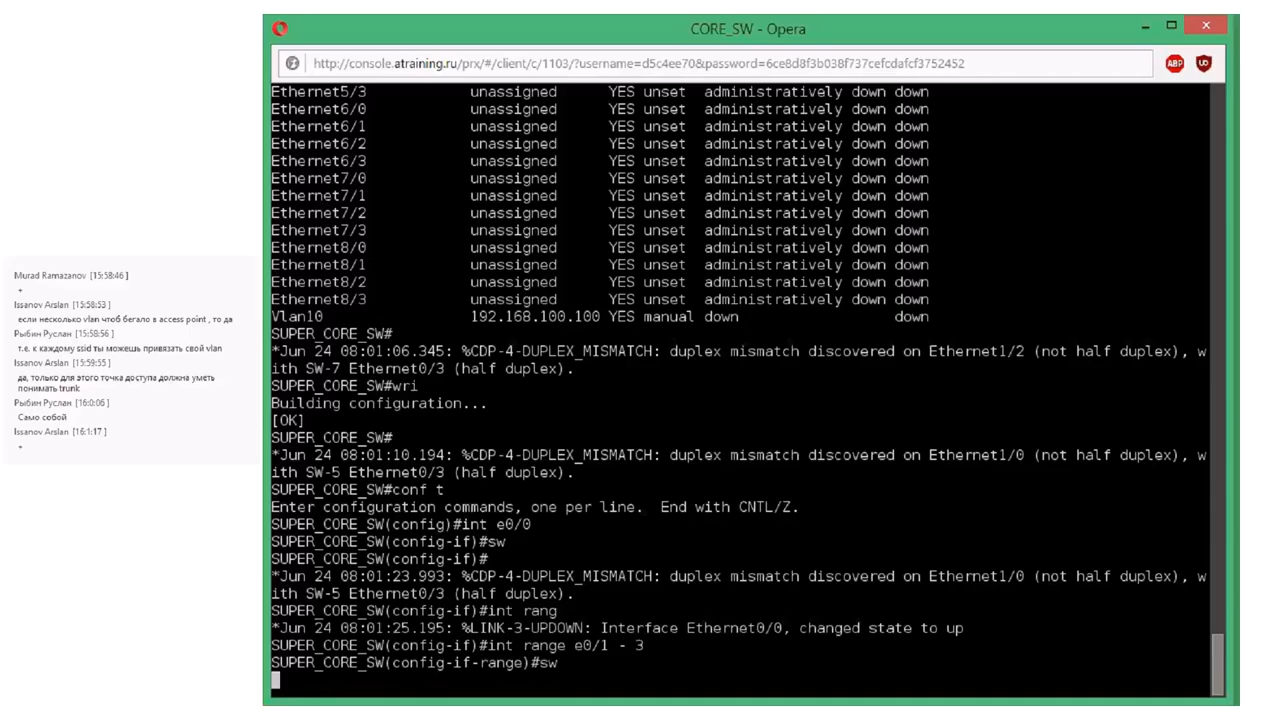 CORE_SW - Opera
http://console.atraining.ru/prx/#/client/c/1103/?username=d5c4ee70&password=6ce8d8f3b038f737cefcdafcf3752452
ABP
Ethernet5/3 unassigned YES unset administratively down down
Ethernet6/0 unassigned YES unset administratively down down
Ethernet6/1 unassigned YES unset administratively down down
Ethernet6/2 unassigned YES unset administratively down down
Ethernet6/3 unassigned YES unset administratively down down
Ethernet7/0 unassigned YES unset administratively down down
Ethernet7/1 unassigned YES unset administratively down down
Ethernet7/2 unassigned YES unset administratively down down
Ethernet7/3 unassigned YES unset administratively down down
Ethernet8/0 unassigned YES unset administratively down down
Ethernet8/1 unassigned YES unset administratively down down
Ethernet8/2 unassigned YES unset administratively down down
Ethernet8/3 unassigned YES unset administratively down down
Vlan10 192.168.100.100 YES manual down down
SUPER_CORE_SW#
*Jun 24 08:01:06.345: %CDP-4-DUPLEX_MISMATCH: duplex mismatch discovered on Ethernet1/2 (not half duplex), w
ith SW-7 Ethernet0/3 (half duplex).
SUPER_CORE_SW#wri
Building configuration...
[OK]
SUPER_CORE_SW#
*Jun 24 08:01:10.194: %CDP-4-DUPLEX_MISMATCH: duplex mismatch discovered on Ethernet1/0 (not half duplex), w
ith SW-5 Ethernet0/3 (half duplex).
SUPER_CORE_SW#conf t
Enter configuration commands, one per line.  End with CNTL/Z.
SUPER_CORE_SW(config)#int e0/0
SUPER_CORE_SW(config-if)#sw
SUPER_CORE_SW(config-if)#
*Jun 24 08:01:23.993: %CDP-4-DUPLEX_MISMATCH: duplex mismatch discovered on Ethernet1/0 (not half duplex), w
ith SW-5 Ethernet0/3 (half duplex).
SUPER_CORE_SW(config-if)#int rang
*Jun 24 08:01:25.195: %LINK-3-UPDOWN: Interface Ethernet0/0, changed state to up
SUPER_CORE_SW(config-if)#int range e0/1 - 3
SUPER_CORE_SW(config-if-range)#sw
Murad Ramazanov [15:58:46 ]
+
Issanov Arslan [15:58:53 ]
если несколько vlan чтоб бегало в access point , то да
Рыбин Руслан [15:58:56 ]
т.е. к каждому ssid ты можешь привязать свой vlan
Issanov Arslan [15:59:55 ]
да, только для этого точка доступа должна уметь
понимать trunk
Рыбин Руслан [16:0:06 ]
Само собой
Issanov Arslan [16:1:17 ]
+